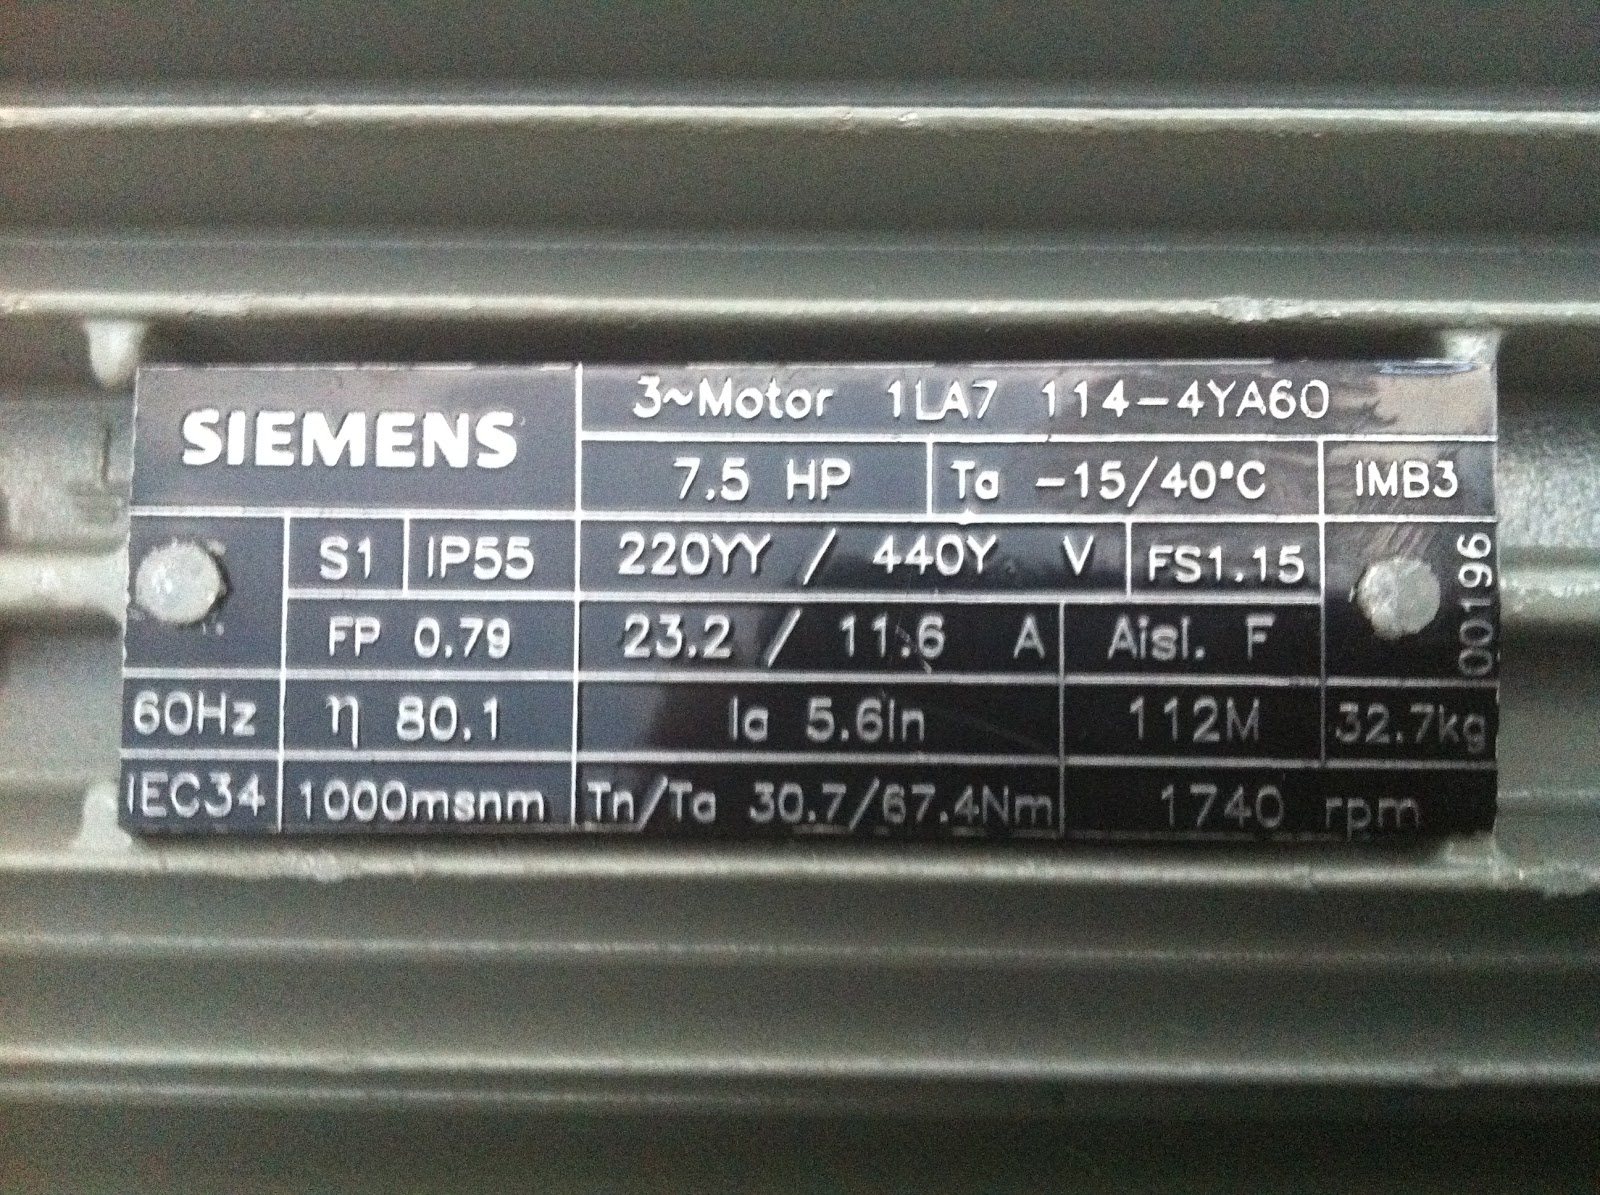 SIEMENS
3~Motor 1LA7 114-4YA60
7.5 HP Ta -15/40°C IMB3
S1 IP55 220YY / 440Y V FS1.15
FP 0.79 23.2 / 11.6 A Aisl. F
00196
60Hz η 80.1 Ia 5.6In 112M 32.7kg
IEC34 1000msnm Tn/Ta 30.7/67.4Nm 1740 rpm